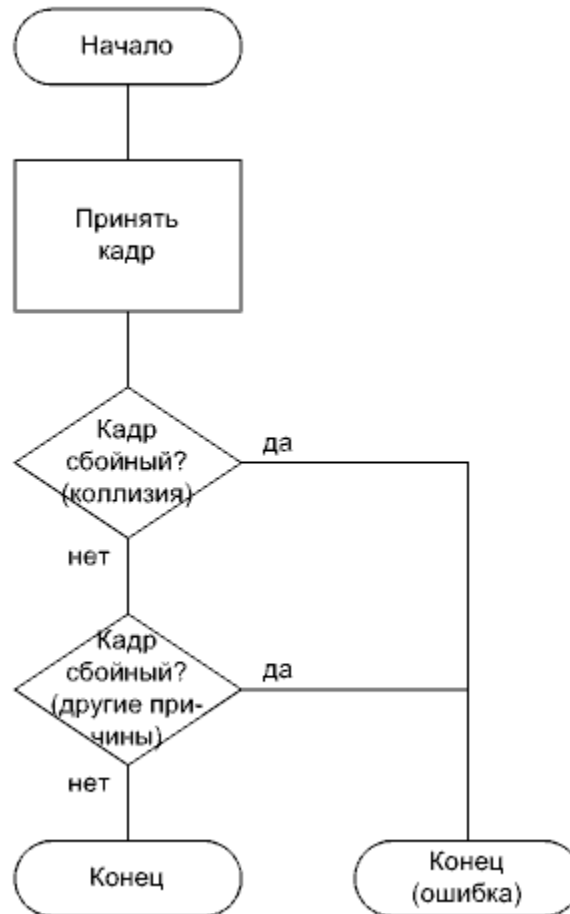 Начало
Принять
кадр
Кадр
сбойный?
(коллизия)
да
нет
Кадр
сбойный?
(другие при-
чины)
да
нет
Конец
Конец
(ошибка)